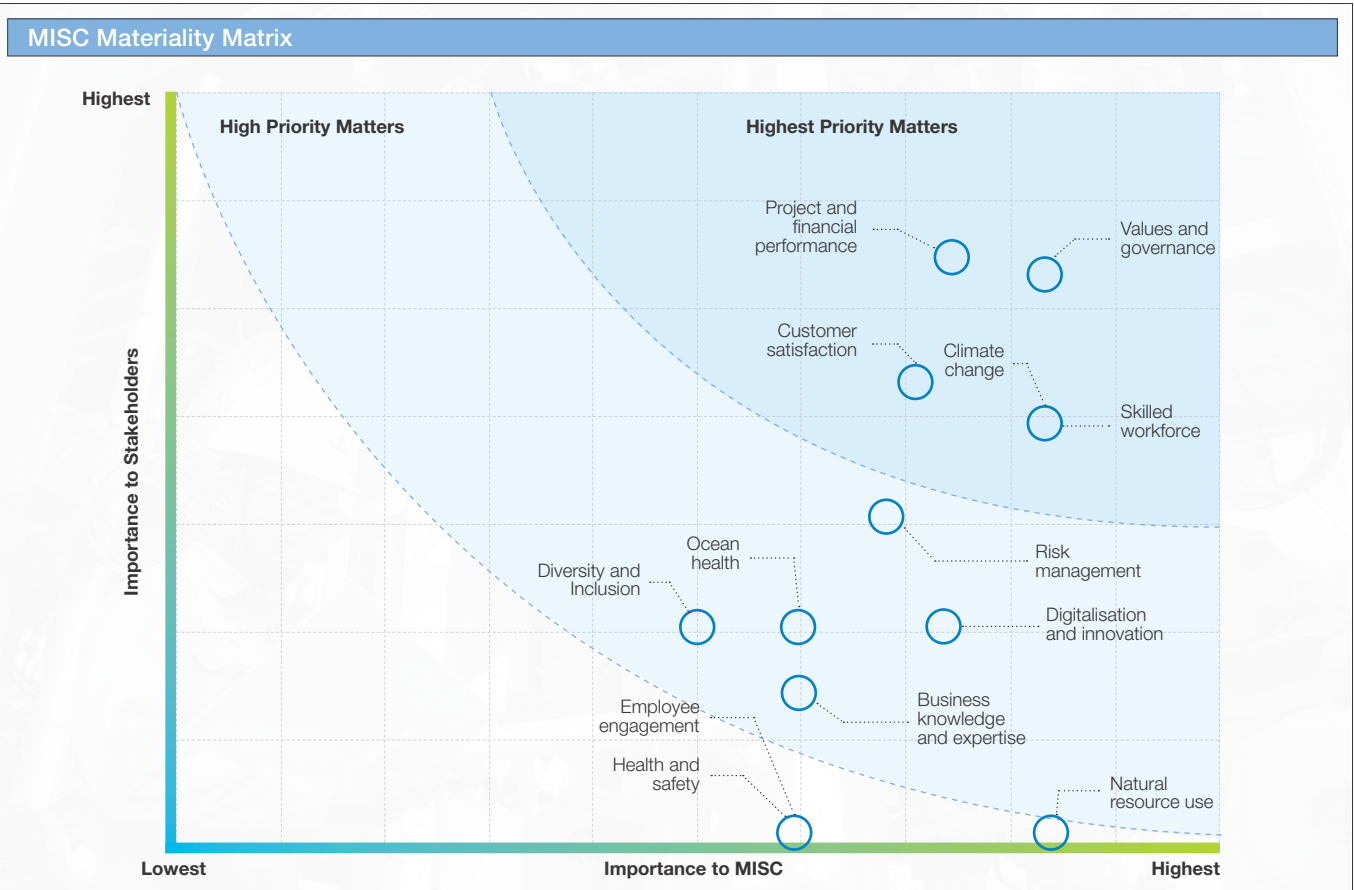 MISC Materiality Matrix
Highest
High Priority Matters
Highest Priority Matters
Project and
financial
performance
Values and
governance
Customer
satisfaction
Climate
change
Skilled
workforce
Importance to Stakeholders
Risk
management
Ocean
health
Diversity and
Inclusion
Digitalisation
and innovation
Employee
engagement
Business
knowledge
and expertise
Health and
safety
Natural
resource use
Lowest
Importance to MISC
Highest